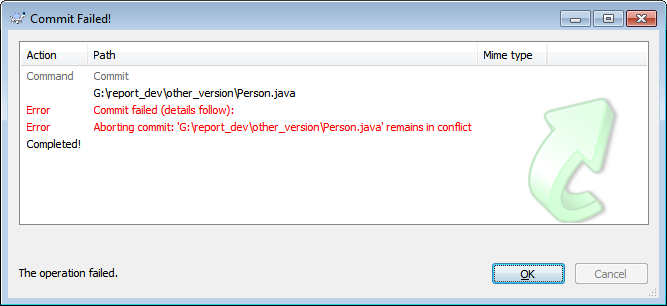 Commit Failed!
Action Path Mime type
Command Commit
G:\report_dev\other_version\Person.java
Error Commit failed (details follow):
Error Aborting commit: 'G:\report_dev\other_version\Person.java' remains in conflict
Completed!
The operation failed.
OK Cancel